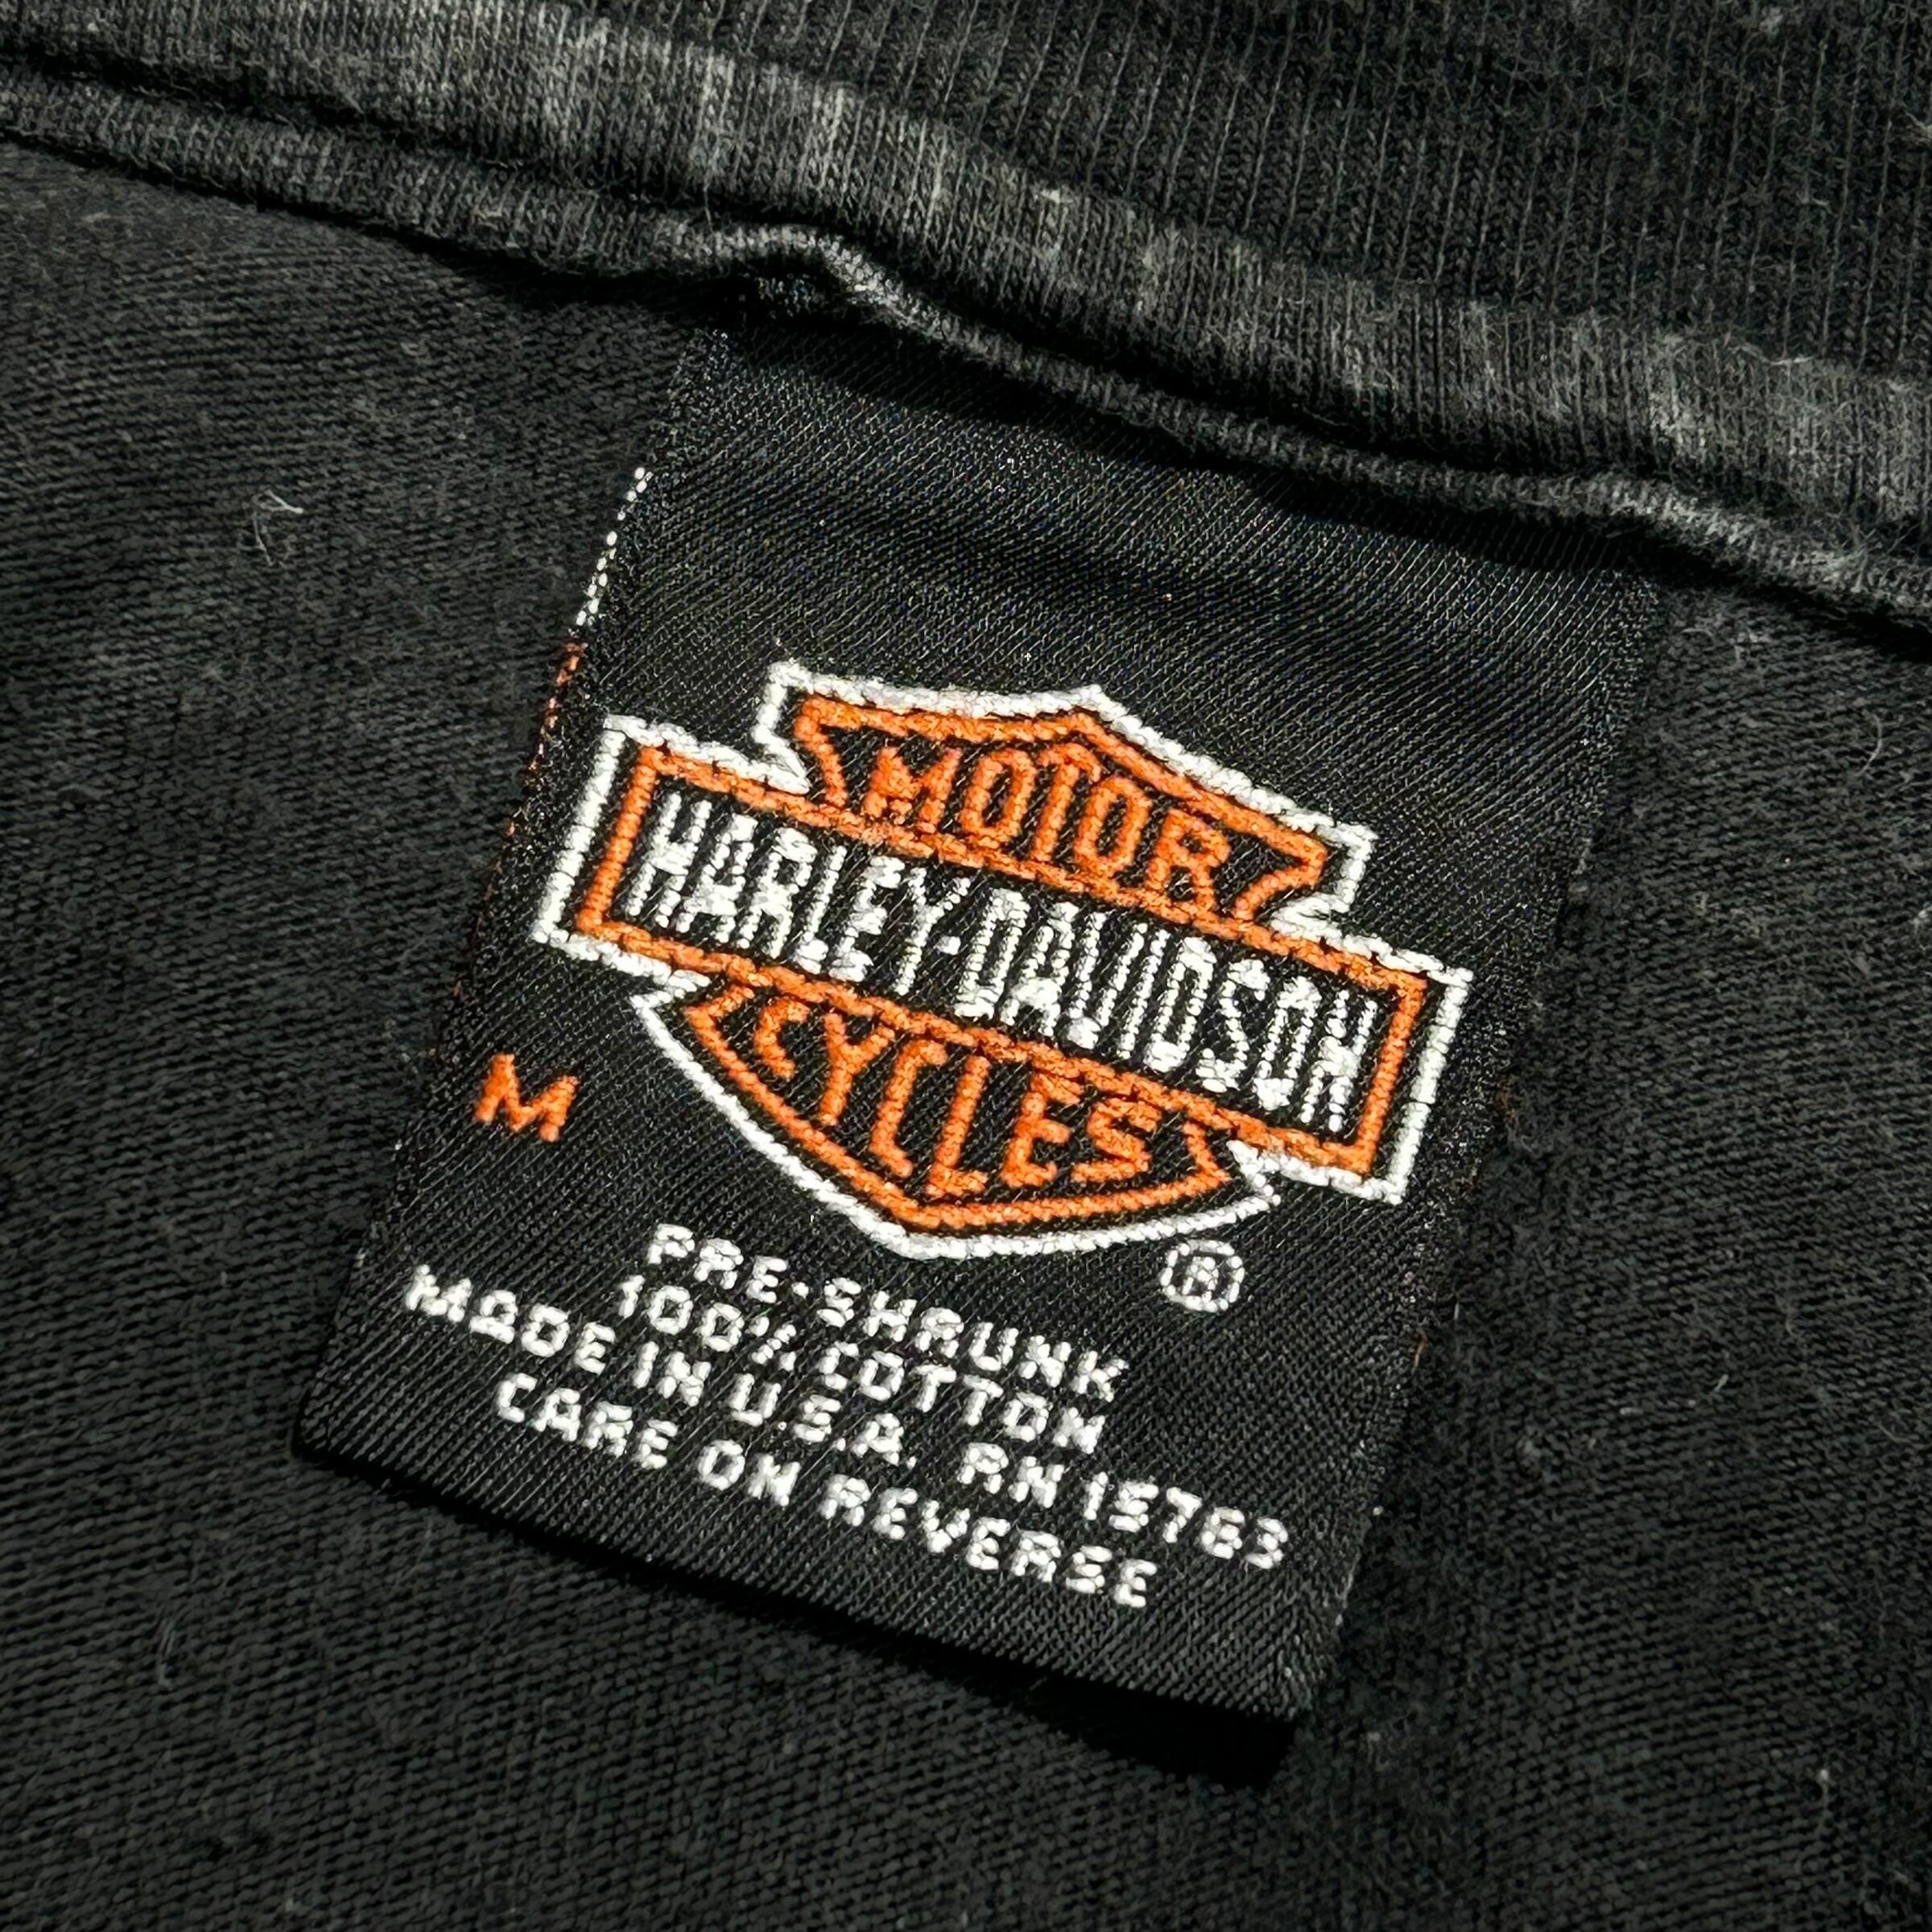 MOTOR
HARLEY-DAVIDSON
CYCLES
M
®
PRE-SHRUNK
100% COTTON
MADE IN U.S.A. RN 15763
CARE ON REVERSE